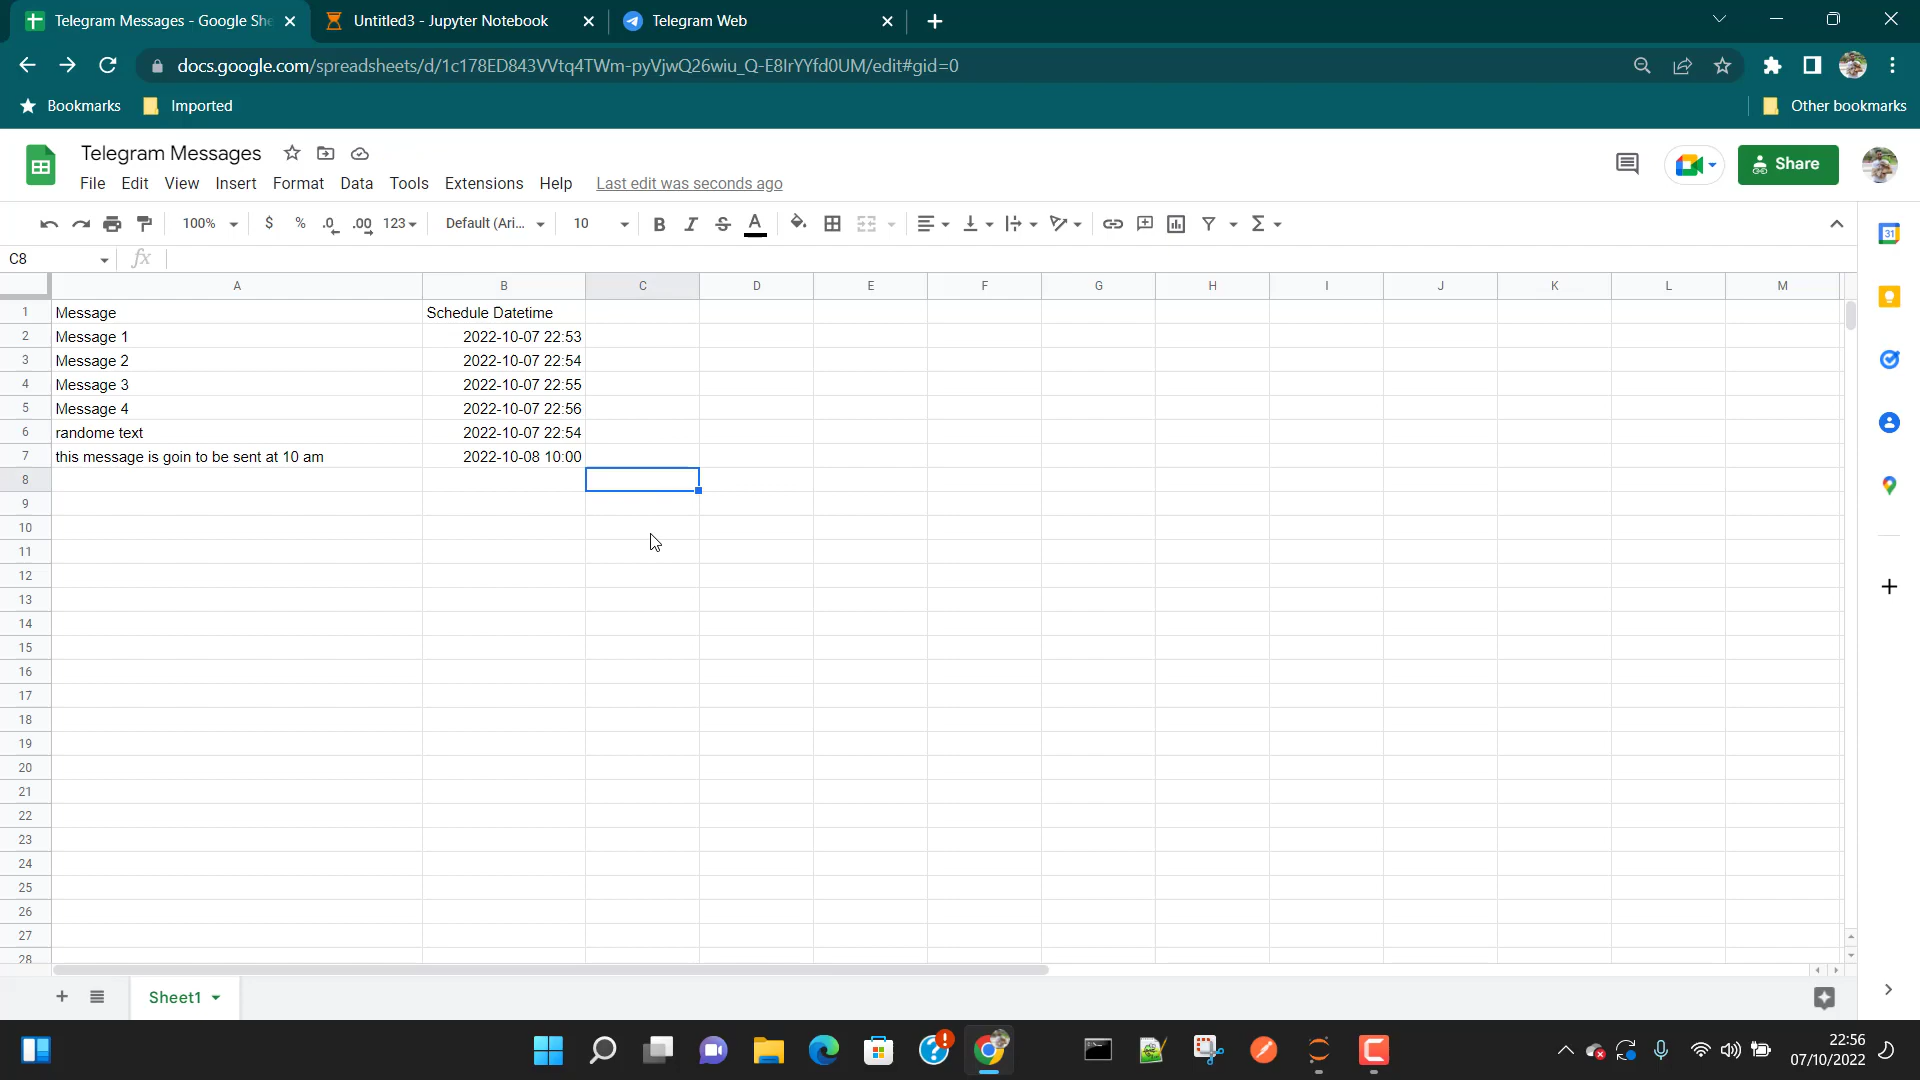 Telegram Messages - Google She
Untitled3 - Jupyter Notebook
Telegram Web
docs.google.com/spreadsheets/d/1c178ED843VVtq4TWm-pyVjwQ26wiu_Q-E8IrYYfd0UM/edit#gid=0
Bookmarks
Imported
Other bookmarks
Telegram Messages
Share
File Edit View Insert Format Data Tools Extensions Help Last edit was seconds ago
100% $ % .0 .00 123 Default (Ari... 10 B I S A
C8 fx
A B C D E F G H I J K L M
1 Message Schedule Datetime
2 Message 1 2022-10-07 22:53
3 Message 2 2022-10-07 22:54
4 Message 3 2022-10-07 22:55
5 Message 4 2022-10-07 22:56
6 randome text 2022-10-07 22:54
7 this message is goin to be sent at 10 am 2022-10-08 10:00
8
9
10
11
12
13
14
15
16
17
18
19
20
21
22
23
24
25
26
27
28
Sheet1
22:56
07/10/2022
31